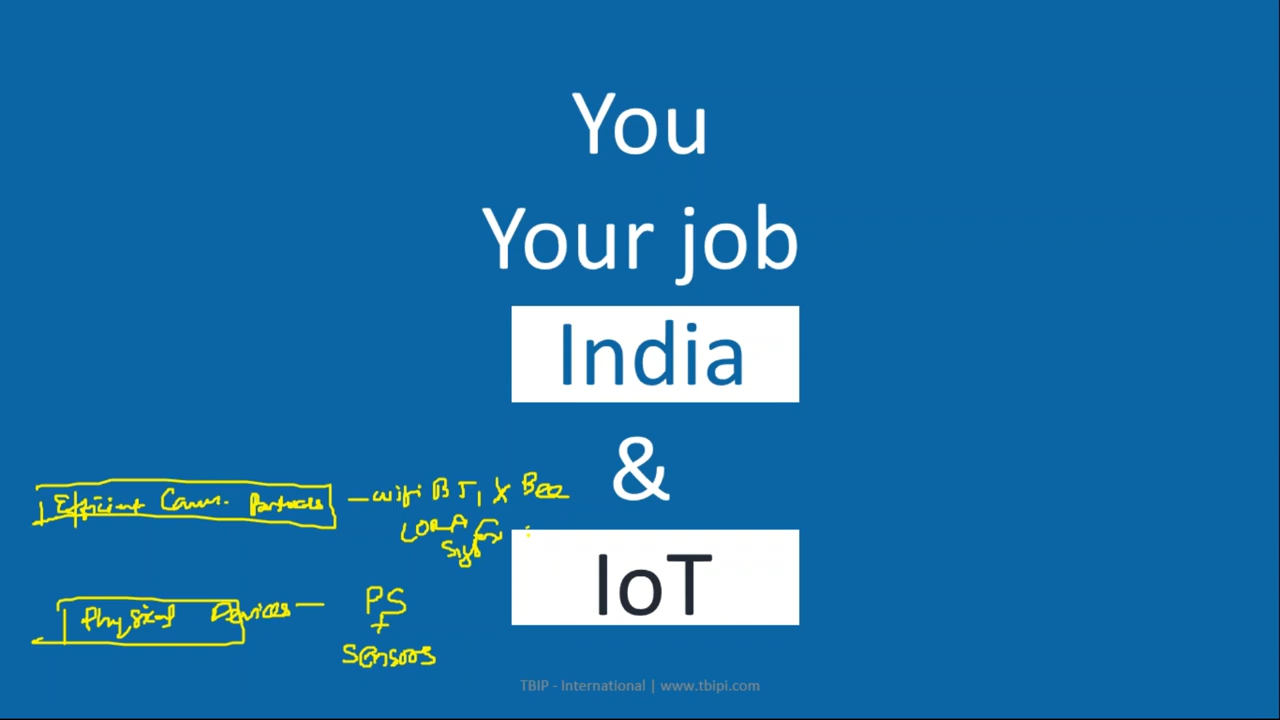 You
Your job
India
&
IoT
Efficient Comm. Protocols — wifi BT, X Bee
LORA
Sigfox
Physical Devices — PS
+
Sensors
TBIP - International | www.tbipi.com